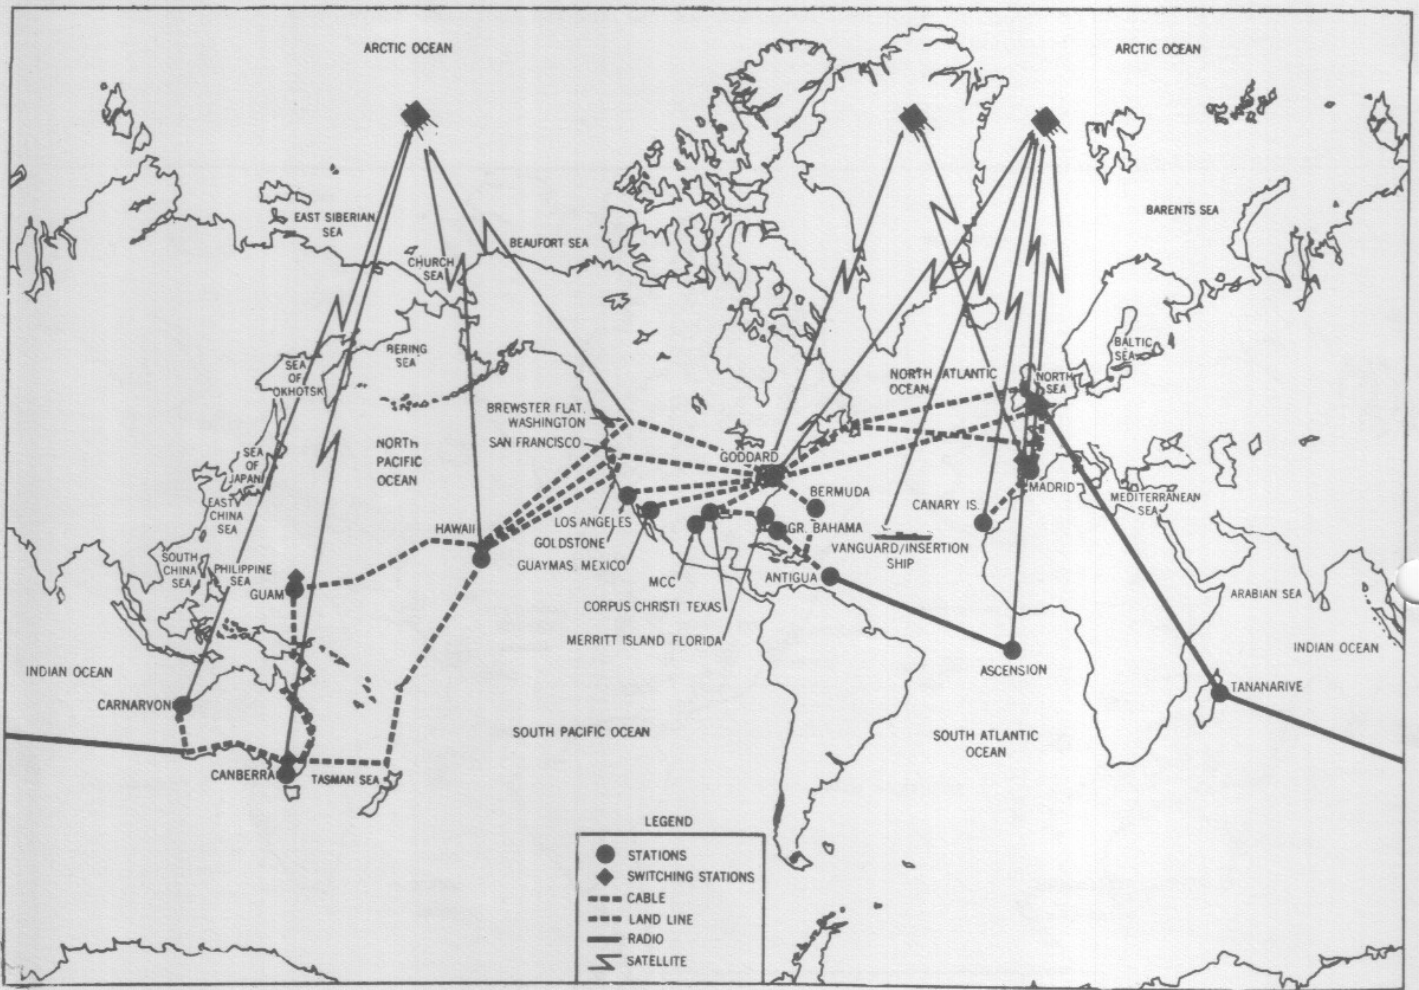 ARCTIC OCEAN
ARCTIC OCEAN
EAST SIBERIAN
SEA
BEAUFORT SEA
BARENTS SEA
CHURCH
SEA
BERING
SEA
SEA
OF
OKHOTSK
BALTIC
SEA
NORTH ATLANTIC
OCEAN
NORTH
SEA
BREWSTER FLAT.
WASHINGTON
SAN FRANCISCO
NORTH
PACIFIC
OCEAN
SEA
OF
JAPAN
GODDARD
BERMUDA
MADRID
MEDITERRANEAN
SEA
EAST
CHINA
SEA
CANARY IS.
HAWAII
LOS ANGELES
GOLDSTONE
GUAYMAS. MEXICO
GR. BAHAMA
VANGUARD/INSERTION
SHIP
SOUTH
CHINA
SEA
PHILIPPINE
SEA
GUAM
MCC
ANTIGUA
CORPUS CHRISTI TEXAS
MERRITT ISLAND FLORIDA
ARABIAN SEA
INDIAN OCEAN
INDIAN OCEAN
ASCENSION
TANANARIVE
CARNARVON
SOUTH PACIFIC OCEAN
SOUTH ATLANTIC
OCEAN
CANBERRA
TASMAN SEA
LEGEND
STATIONS
SWITCHING STATIONS
CABLE
LAND LINE
RADIO
SATELLITE